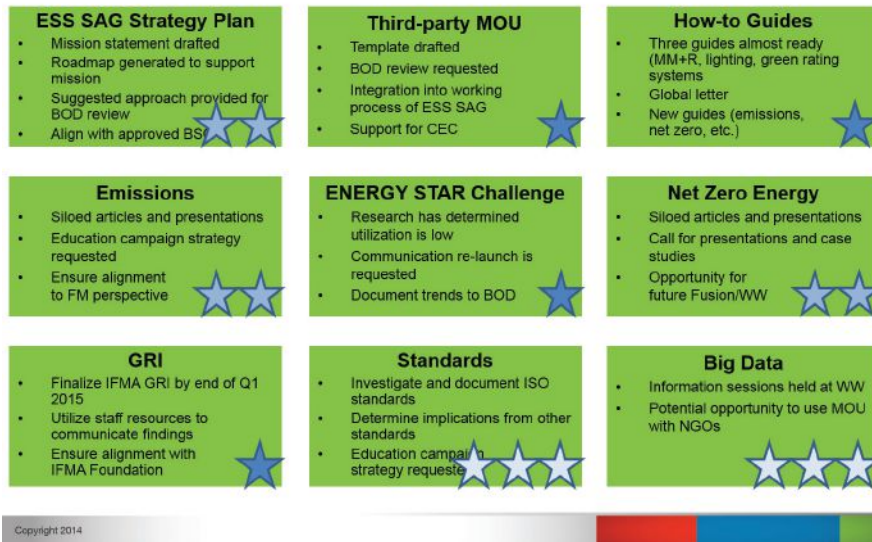 ESS SAG Strategy Plan
• Mission statement drafted
• Roadmap generated to support
mission
• Suggested approach provided for
BOD review
• Align with approved
Third-party MOU
• Template drafted
• BOD review requested
• Integration into working
process of ESS SAG
• Support for CEC
How-to Guides
• Three guides almost ready
(MM+R, lighting, green rating
systems
• Global letter
• New guides (emissions,
net zero, etc.)
Emissions
• Siloed articles and presentations
• Education campaign strategy
requested
• Ensure alignment
to FM perspective
ENERGY STAR Challenge
• Research has determined
utilization is low
• Communication re-launch is
requested
• Document trends to BOD
Net Zero Energy
• Siloed articles and presentations
• Call for presentations and case
studies
• Opportunity for
future Fusion/WW
GRI
• Finalize IFMA GRI by end of Q1
2015
• Utilize staff resources to
communicate findings
• Ensure alignment with
IFMA Foundation
Standards
• Investigate and document ISO
standards
• Determine implications from other
standards
• Education campaign
strategy requested
Big Data
• Information sessions held at WW
• Potential opportunity to use MOU
with NGOs
Copyright 2014